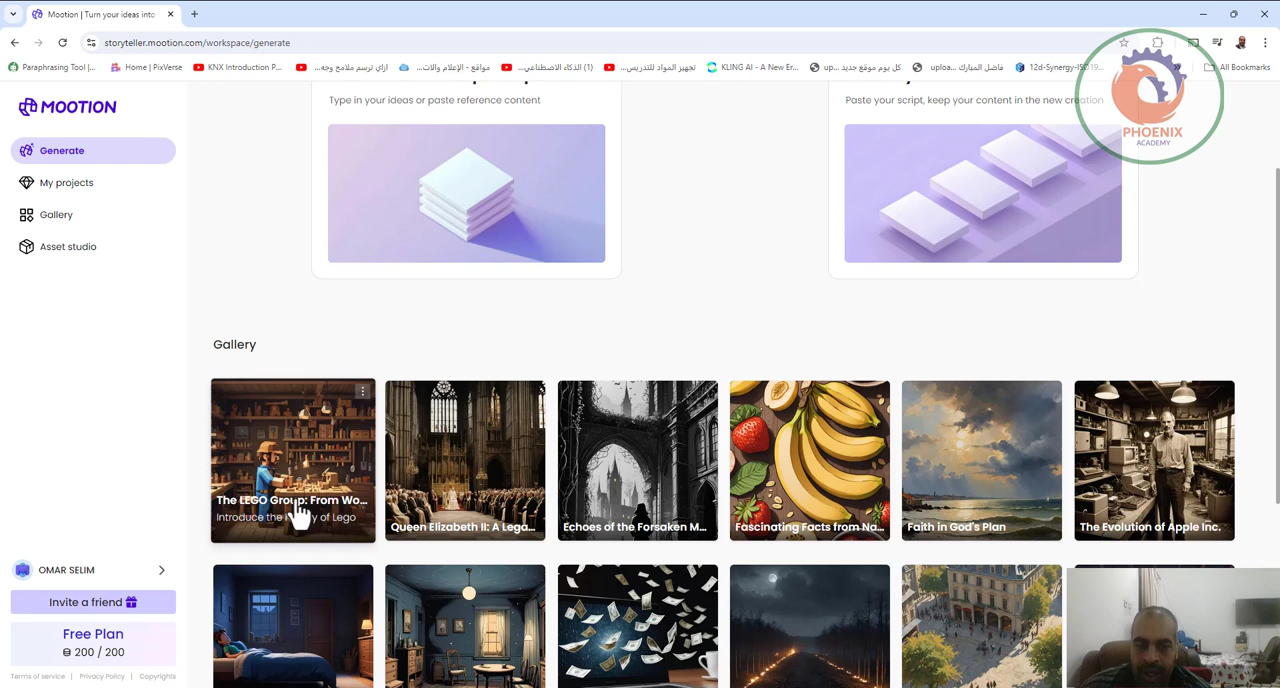 Mootion | Turn your ideas into
storyteller.mootion.com/workspace/generate
Paraphrasing Tool |...
Home | PixVerse
KNX Introduction P...
ازاي ترسم ملامح وجه...
مواقع - الإعلام والت...
الذكاء الاصطناعي... (1)
تجهيز المواد للتدريس...
KLING AI - A New Er...
كل يوم موقع جديد up...
فاضل المبارك uploa...
12d-Synergy-ISO19...
All Bookmarks
MOOTION
Generate
My projects
Gallery
Asset studio
OMAR SELIM
Invite a friend
Free Plan
200 / 200
Terms of service | Privacy Policy | Copyrights
Type in your ideas or paste reference content
Paste your script, keep your content in the new creation
PHOENIX
ACADEMY
Gallery
The LEGO Group: From Wo...
Introduce the
y of Lego
Queen Elizabeth II: A Lega...
Echoes of the Forsaken M...
Fascinating Facts from Na...
Faith in God's Plan
The Evolution of Apple Inc.